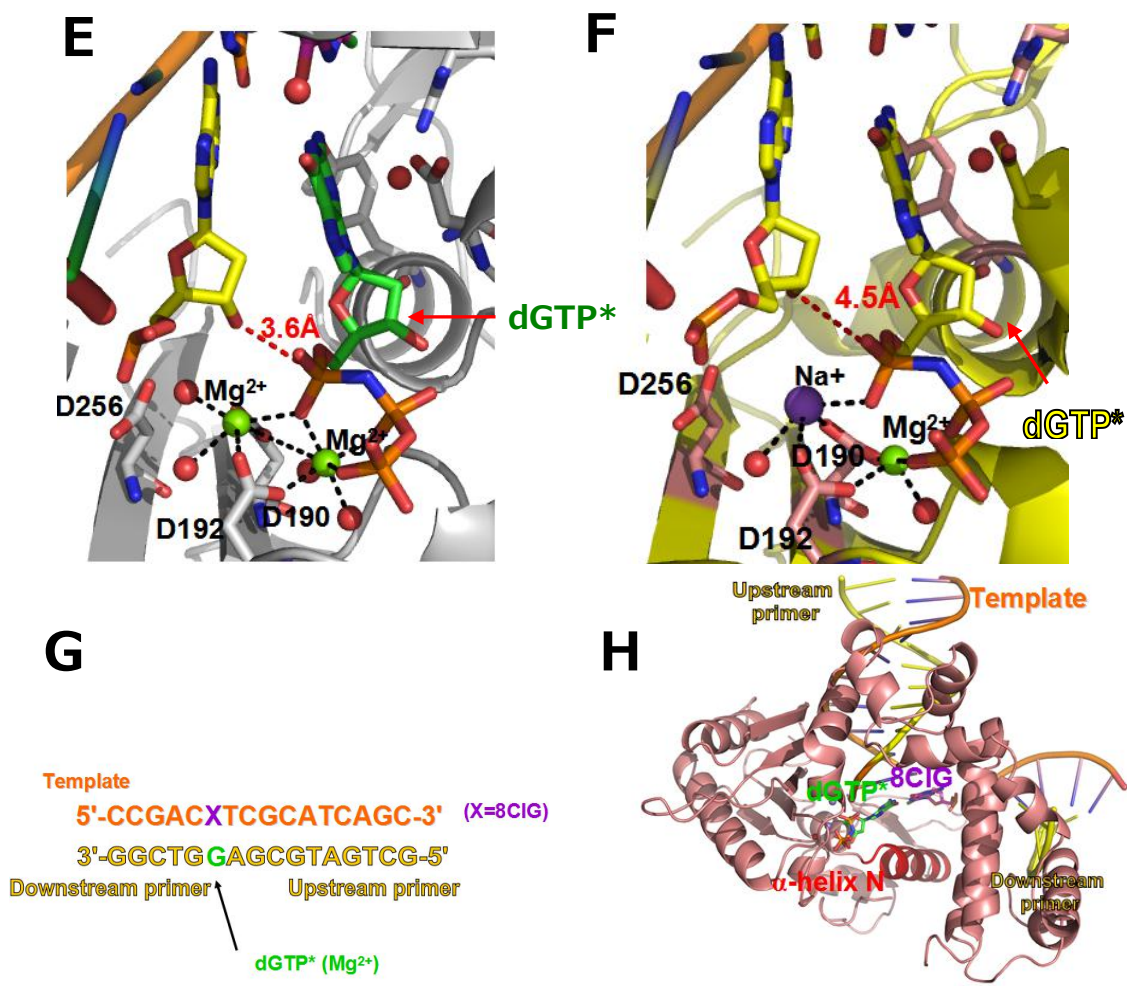 E
3.6Å
dGTP*
D256
Mg2+
Mg2+
D190
D192
F
4.5Å
D256
Na+
Mg2+
dGTP*
D190
D192
G
Template
5'-CCGACXTCGCATCAGC-3' (X=8ClG)
3'-GGCTGGAGCGTAGTCG-5'
Downstream primer Upstream primer
dGTP* (Mg2+)
H
Upstream
primer
Template
8ClG
dGTP*
α-helix N
Downstream
primer